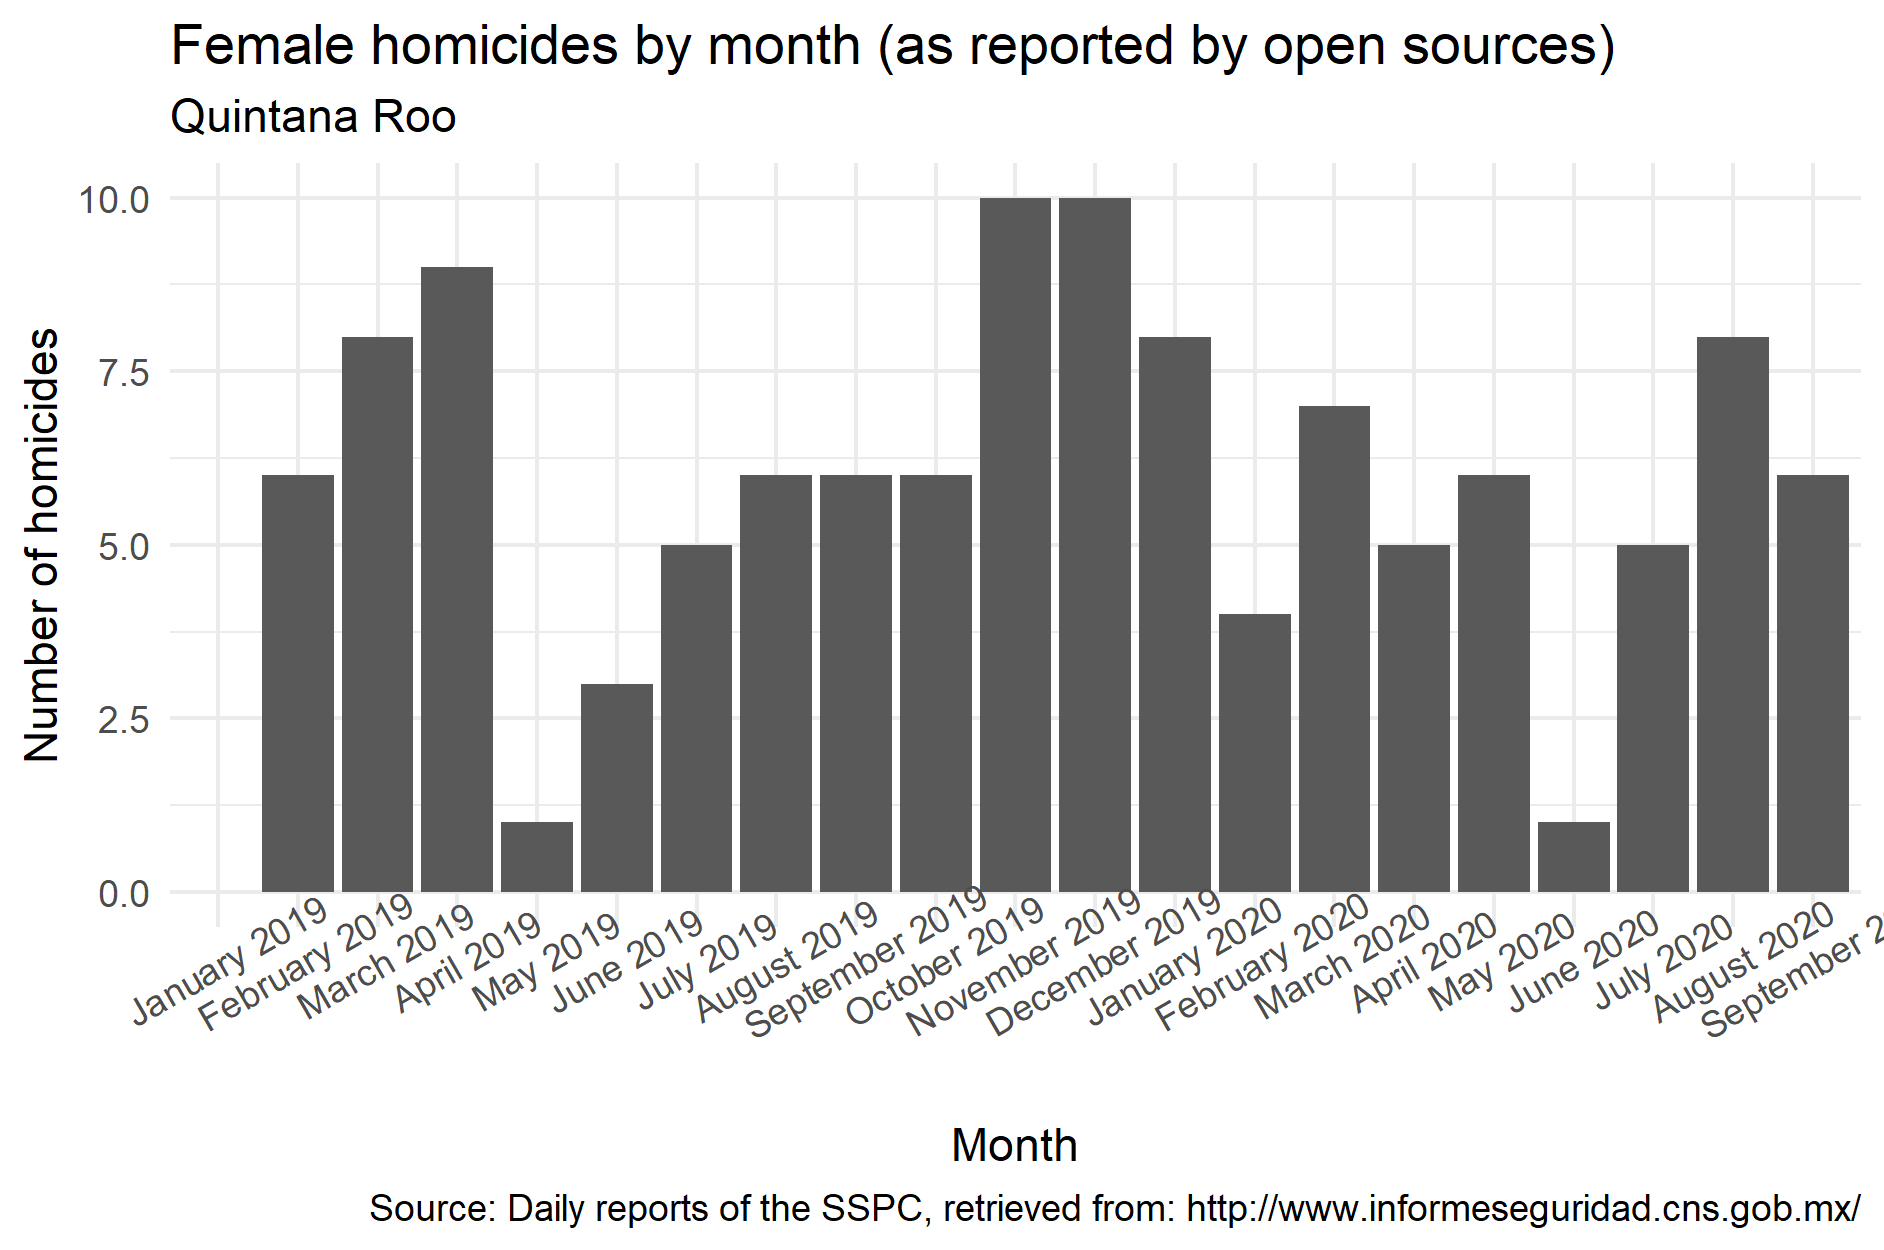 Female homicides by month (as reported by open sources)
Quintana Roo
Number of homicides
10.0
7.5
5.0
2.5
0.0
January 2019
February 2019
March 2019
April 2019
May 2019
June 2019
July 2019
August 2019
September 2019
October 2019
November 2019
December 2019
January 2020
February 2020
March 2020
April 2020
May 2020
June 2020
July 2020
August 2020
September 2
Month
Source: Daily reports of the SSPC, retrieved from: http://www.informeseguridad.cns.gob.mx/